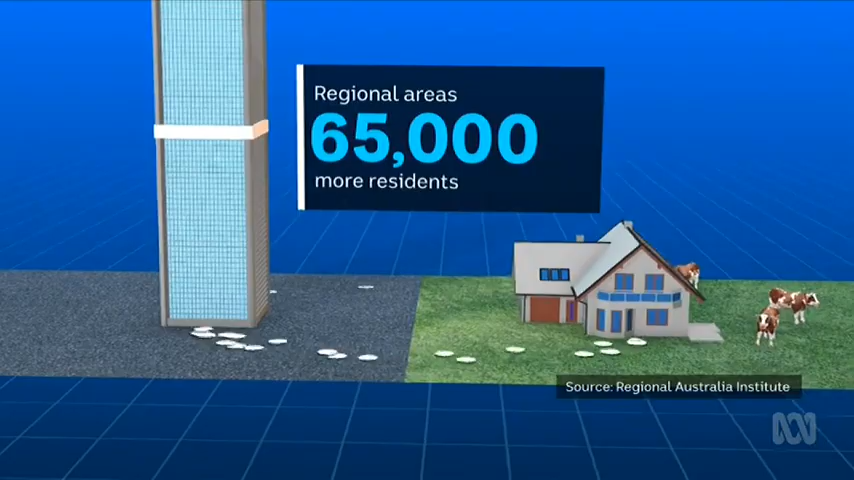 Regional areas
65,000
more residents
Source: Regional Australia Institute